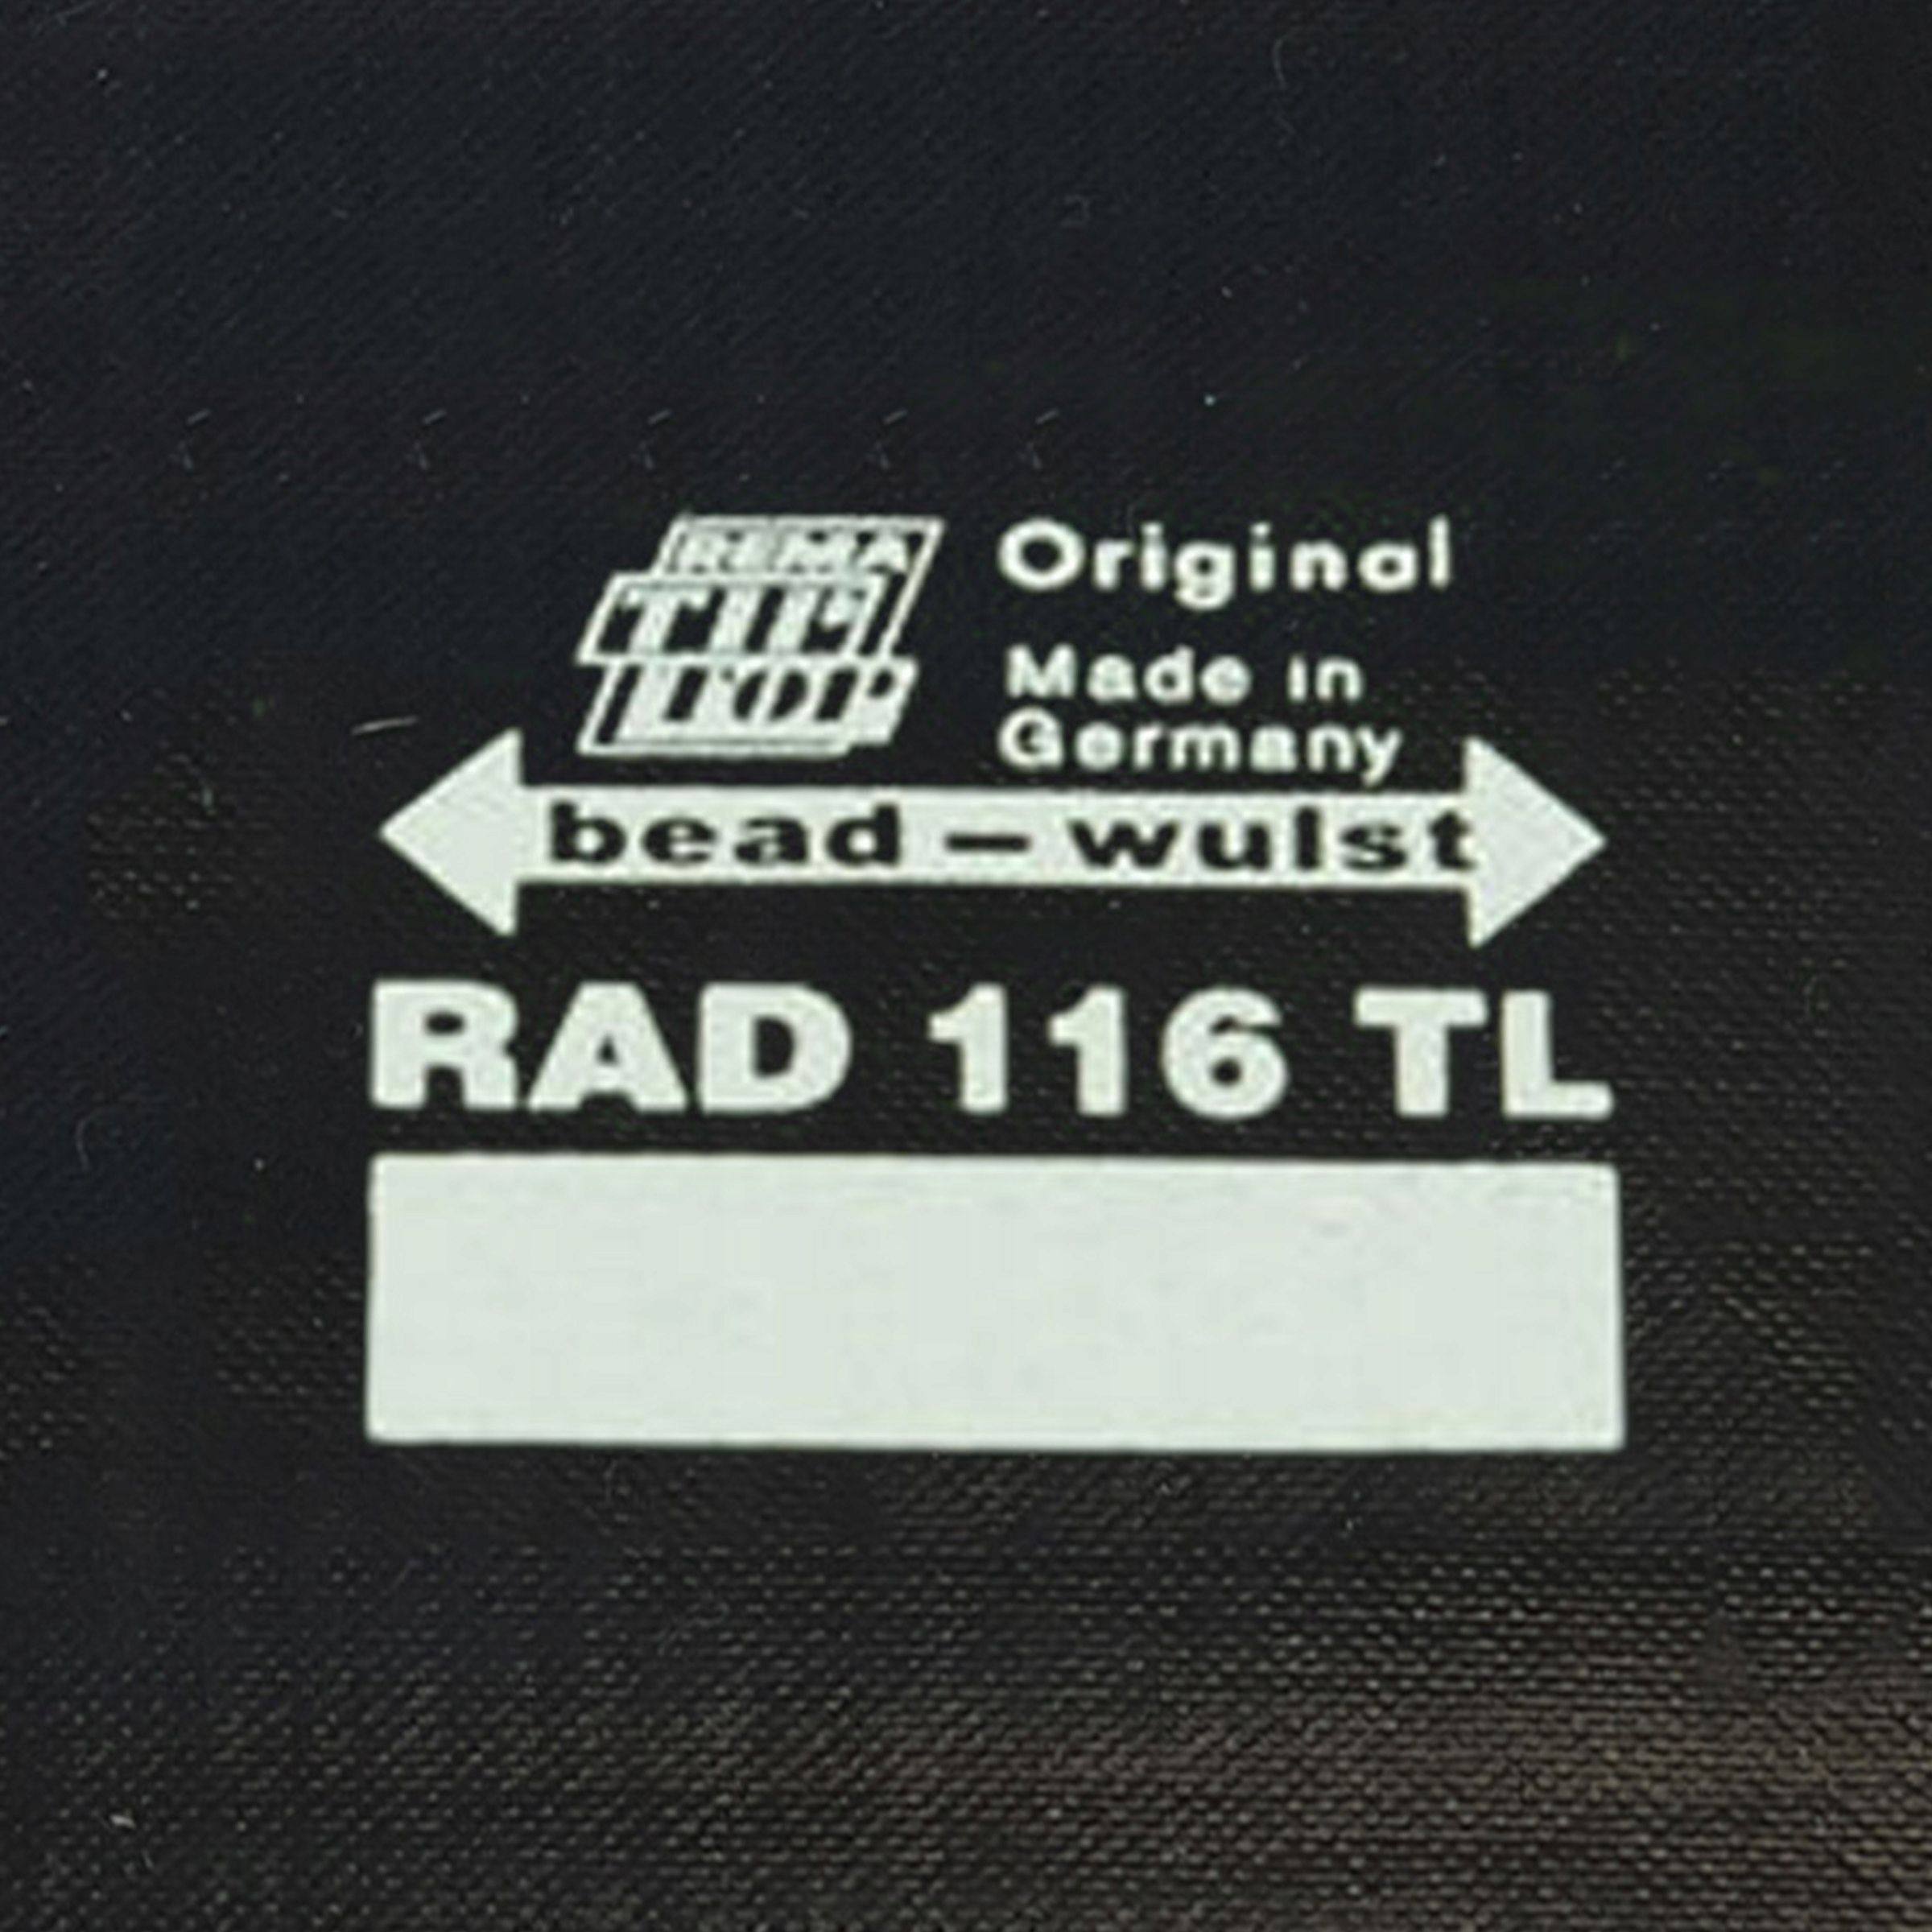 REMA
TIP
TOP
Original
Made in
Germany
bead – wulst
RAD 116 TL